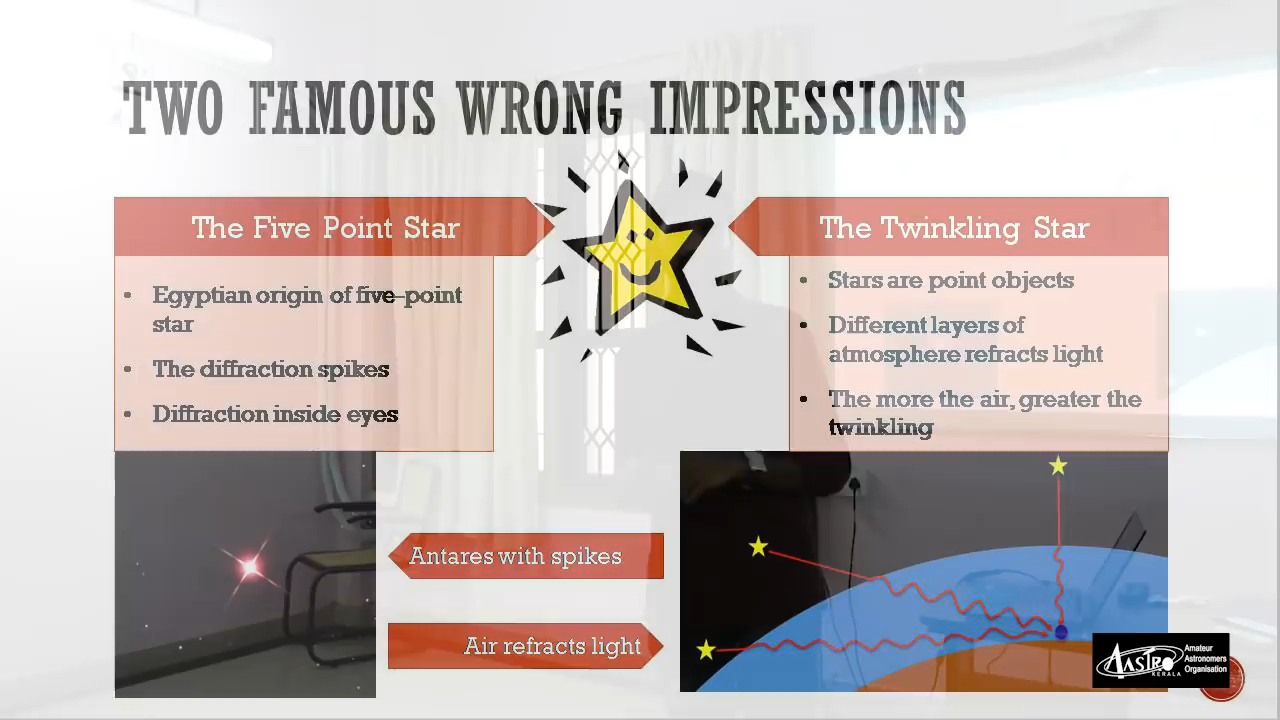 TWO FAMOUS WRONG IMPRESSIONS
The Five Point Star
• Egyptian origin of five-point
star
• The diffraction spikes
• Diffraction inside eyes
The Twinkling Star
• Stars are point objects
• Different layers of
atmosphere refracts light
• The more the air, greater the
twinkling
Antares with spikes
Air refracts light
AASTRO
KERALA
Amateur
Astronomers
Organisation